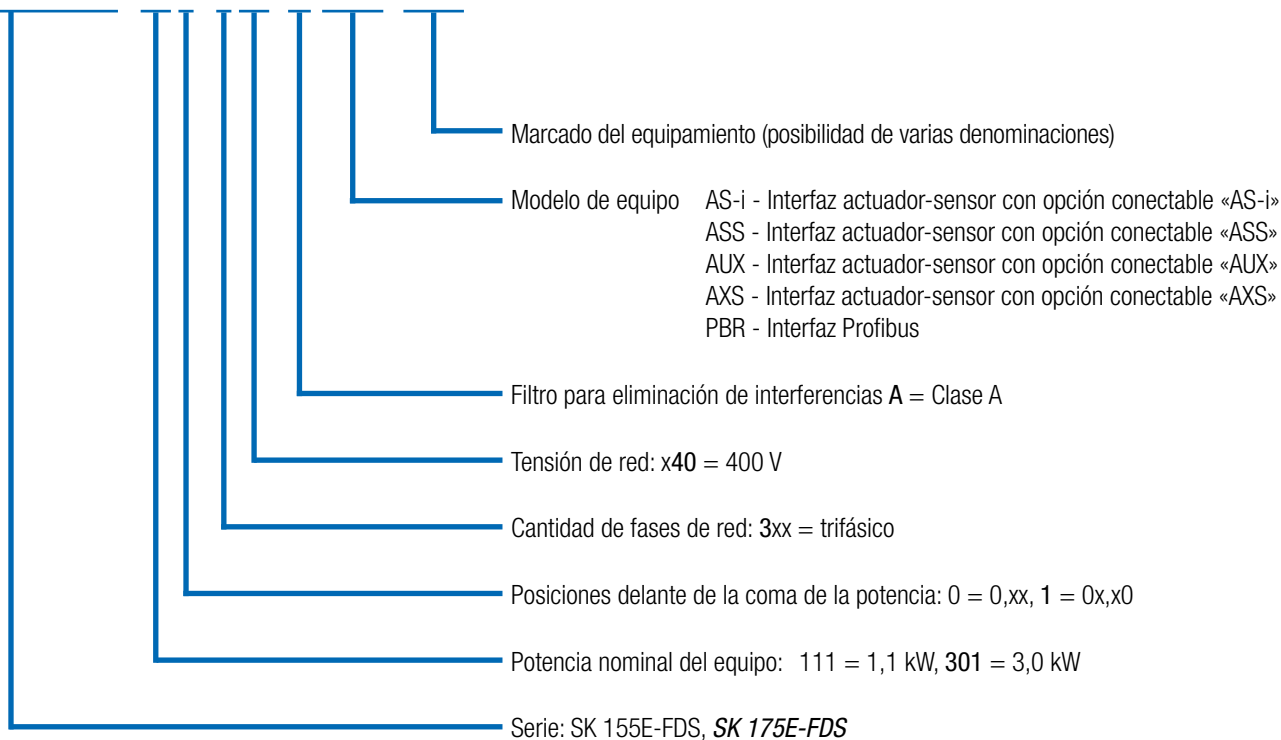 Marcado del equipamiento (posibilidad de varias denominaciones)
Modelo de equipo AS-i - Interfaz actuador-sensor con opción conectable «AS-i»
ASS - Interfaz actuador-sensor con opción conectable «ASS»
AUX - Interfaz actuador-sensor con opción conectable «AUX»
AXS - Interfaz actuador-sensor con opción conectable «AXS»
PBR - Interfaz Profibus
Filtro para eliminación de interferencias A = Clase A
Tensión de red: x40 = 400 V
Cantidad de fases de red: 3xx = trifásico
Posiciones delante de la coma de la potencia: 0 = 0,xx, 1 = 0x,x0
Potencia nominal del equipo: 111 = 1,1 kW, 301 = 3,0 kW
Serie: SK 155E-FDS, SK 175E-FDS